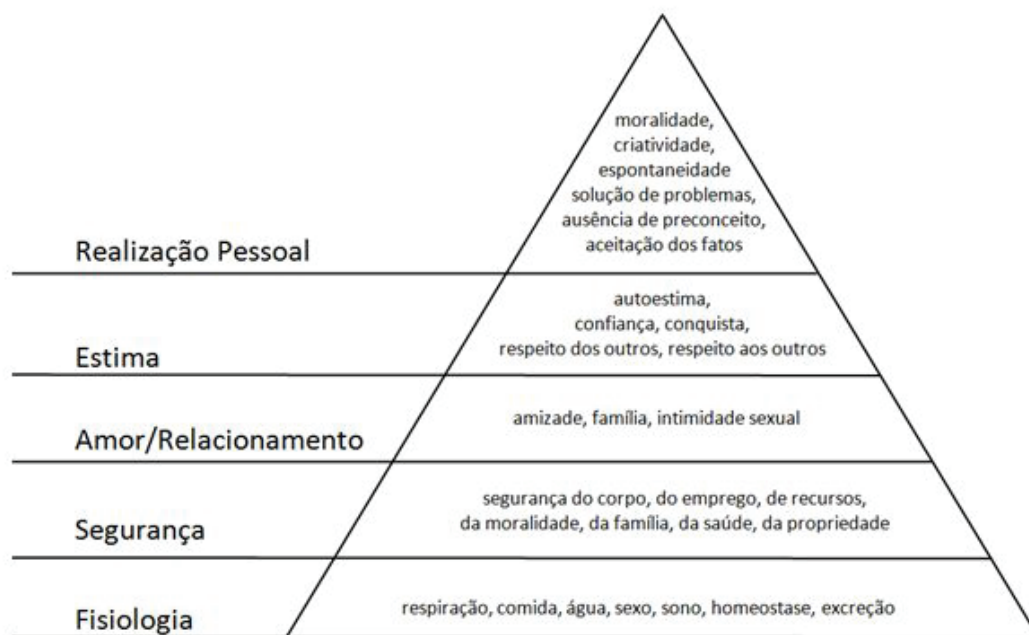 moralidade,
criatividade,
espontaneidade
solução de problemas,
ausência de preconceito,
aceitação dos fatos
Realização Pessoal
autoestima,
confiança, conquista,
respeito dos outros, respeito aos outros
Estima
amizade, família, intimidade sexual
Amor/Relacionamento
segurança do corpo, do emprego, de recursos,
da moralidade, da família, da saúde, da propriedade
Segurança
respiração, comida, água, sexo, sono, homeostase, excreção
Fisiologia